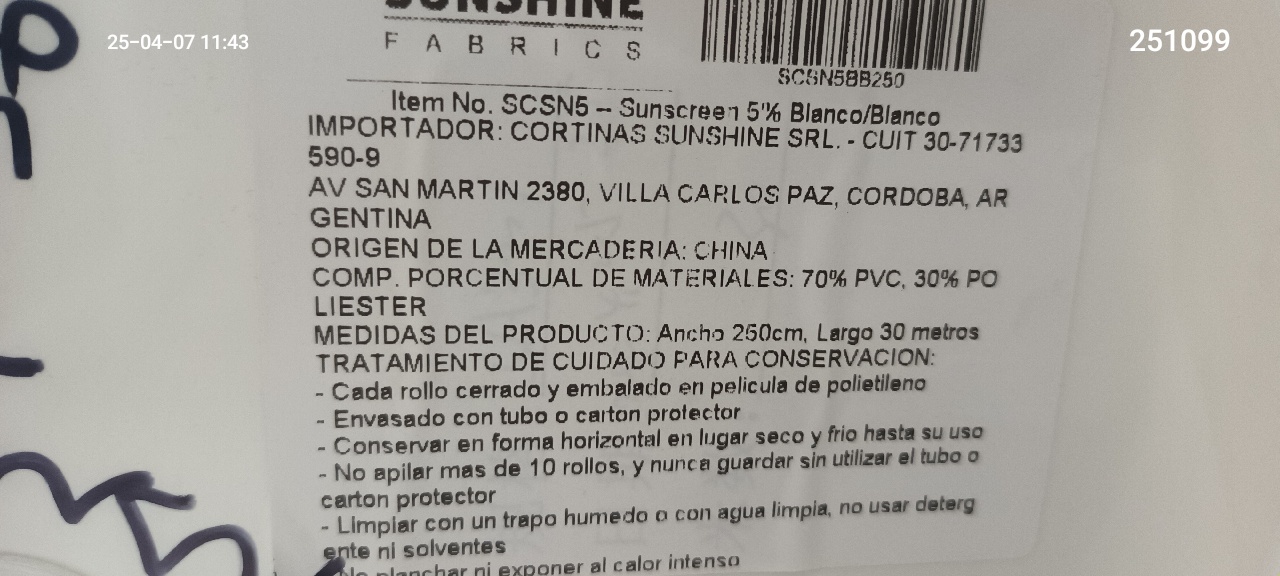 SUNSHINE
25-04-07 11:43
251099
FABRICS
SCSN5BB250
Item No. SCSN5 – Sunscreen 5% Blanco/Blanco
IMPORTADOR: CORTINAS SUNSHINE SRL. - CUIT 30-71733
590-9
AV SAN MARTIN 2380, VILLA CARLOS PAZ, CORDOBA, AR
GENTINA
ORIGEN DE LA MERCADERIA: CHINA
COMP. PORCENTUAL DE MATERIALES: 70% PVC, 30% PO
LIESTER
MEDIDAS DEL PRODUCTO: Ancho 250cm, Largo 30 metros
TRATAMIENTO DE CUIDADO PARA CONSERVACION:
- Cada rollo cerrado y embalado en pelicula de polietileno
- Envasado con tubo o carton protector
- Conservar en forma horizontal en lugar seco y frio hasta su uso
- No apilar mas de 10 rollos, y nunca guardar sin utilizar el tubo o
carton protector
- Limpiar con un trapo humedo o con agua limpia, no usar deterg
ente ni solventes
No planchar ni exponer al calor intenso